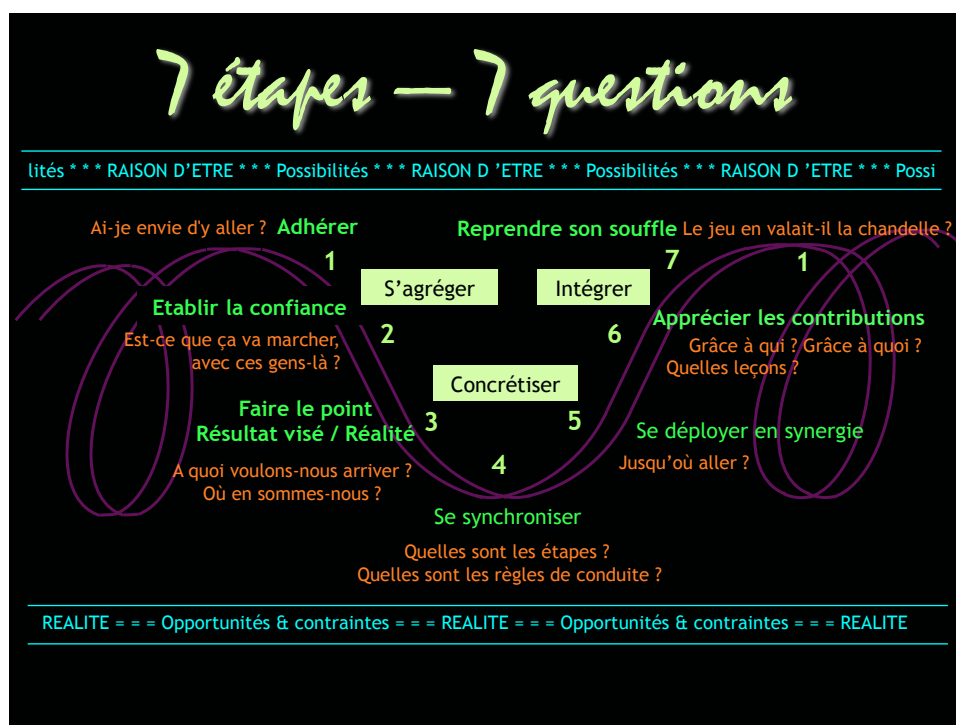 7 étapes — 7 questions
lités * * * RAISON D’ETRE * * * Possibilités * * * RAISON D ’ETRE * * * Possibilités * * * RAISON D ’ETRE * * * Possi
Ai-je envie d'y aller ? Adhérer
1
Reprendre son souffle Le jeu en valait-il la chandelle ?
7
1
S’agréger
Intégrer
Etablir la confiance
2
Est-ce que ça va marcher,
avec ces gens-là ?
6
Apprécier les contributions
Grâce à qui ? Grâce à quoi ?
Quelles leçons ?
Concrétiser
Faire le point
Résultat visé / Réalité
3
A quoi voulons-nous arriver ?
Où en sommes-nous ?
5
Se déployer en synergie
Jusqu’où aller ?
4
Se synchroniser
Quelles sont les étapes ?
Quelles sont les règles de conduite ?
REALITE = = = Opportunités & contraintes = = = REALITE = = = Opportunités & contraintes = = = REALITE